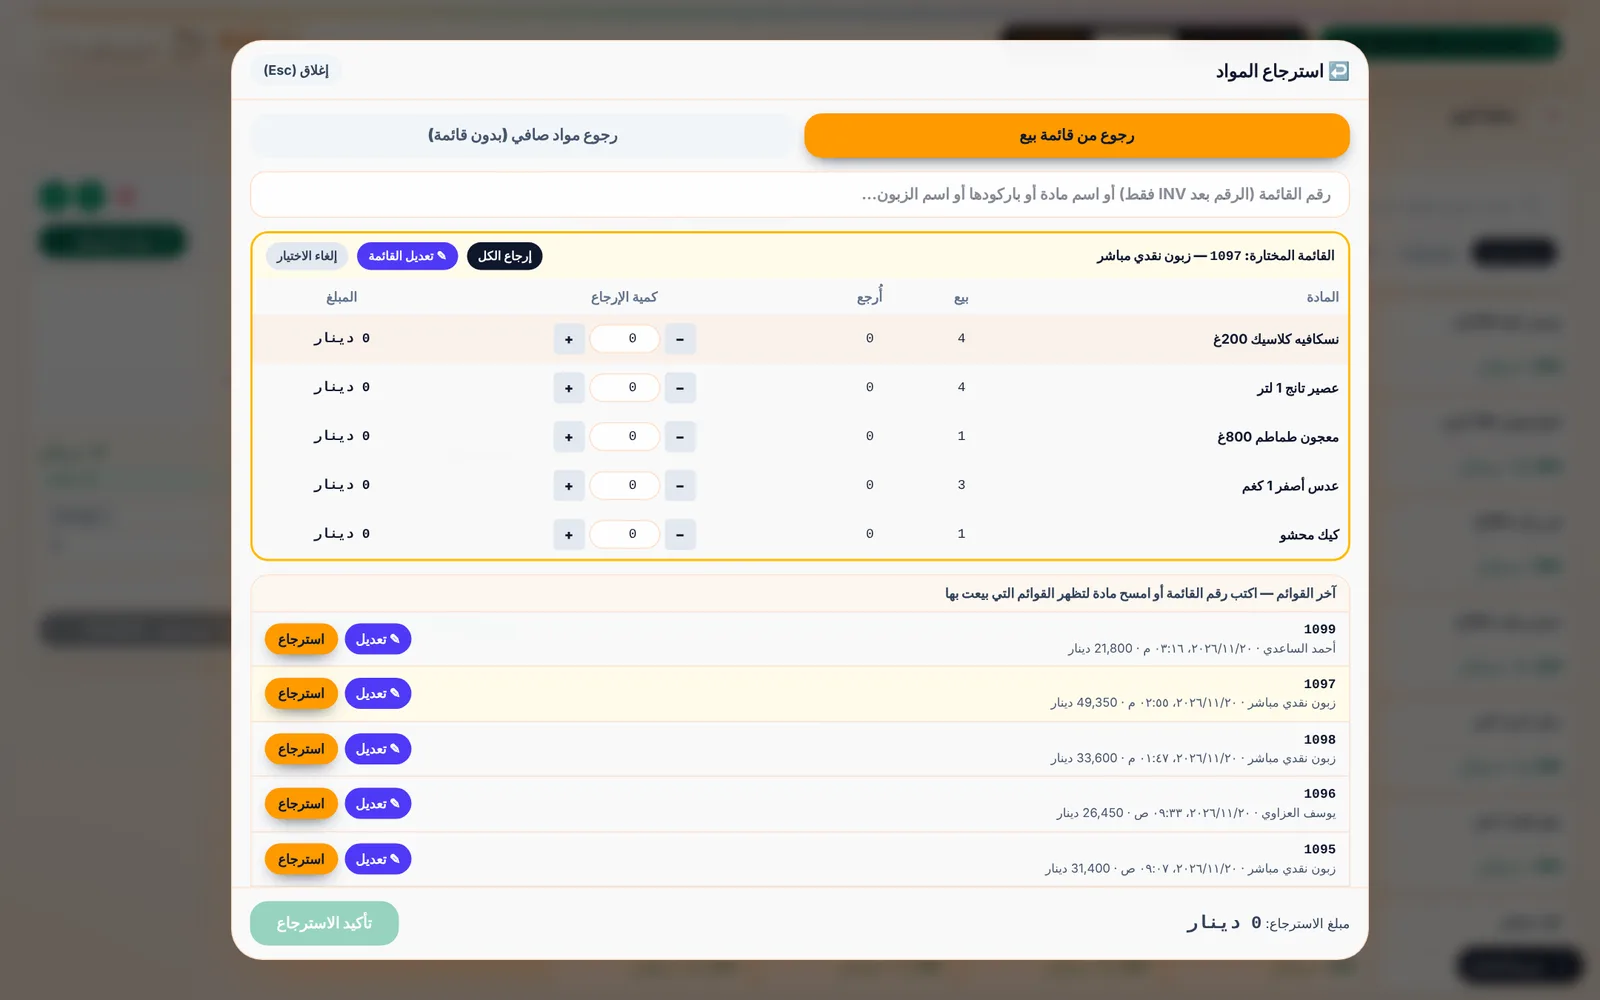 ↩ استرجاع المواد
إغلاق (Esc)
رجوع من قائمة بيع
رجوع مواد صافي (بدون قائمة)
رقم القائمة (الرقم بعد INV فقط) أو اسم مادة أو باركودها أو اسم الزبون...
القائمة المختارة: 1097 — زبون نقدي مباشر
إرجاع الكل
✎ تعديل القائمة
إلغاء الاختيار
المادة بيع أُرجع كمية الإرجاع المبلغ
نسكافيه كلاسيك 200غ 4 0 − 0 + 0 دينار
عصير تانج 1 لتر 4 0 − 0 + 0 دينار
معجون طماطم 800غ 1 0 − 0 + 0 دينار
عدس أصفر 1 كغم 3 0 − 0 + 0 دينار
كيك محشو 1 0 − 0 + 0 دينار
آخر القوائم — اكتب رقم القائمة أو امسح مادة لتظهر القوائم التي بيعت بها
1099
أحمد الساعدي · ٢٠٢٦/١١/٢٠، ٠٣:١٦ م · 21,800 دينار
✎ تعديل
استرجاع
1097
زبون نقدي مباشر · ٢٠٢٦/١١/٢٠، ٠٢:٥٥ م · 49,350 دينار
✎ تعديل
استرجاع
1098
زبون نقدي مباشر · ٢٠٢٦/١١/٢٠، ٠١:٤٧ م · 33,600 دينار
✎ تعديل
استرجاع
1096
يوسف العزاوي · ٢٠٢٦/١١/٢٠، ٠٩:٣٣ ص · 26,450 دينار
✎ تعديل
استرجاع
1095
زبون نقدي مباشر · ٢٠٢٦/١١/٢٠، ٠٩:٠٧ ص · 31,400 دينار
✎ تعديل
استرجاع
مبلغ الاسترجاع: 0 دينار
تأكيد الاسترجاع